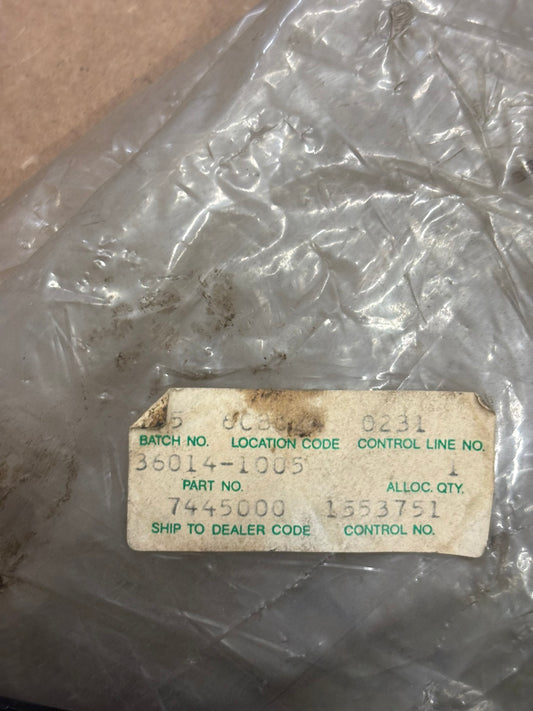 0231
BATCH NO. LOCATION CODE CONTROL LINE NO.
36014-1005 1
PART NO. ALLOC. QTY.
7445000 1553751
SHIP TO DEALER CODE CONTROL NO.